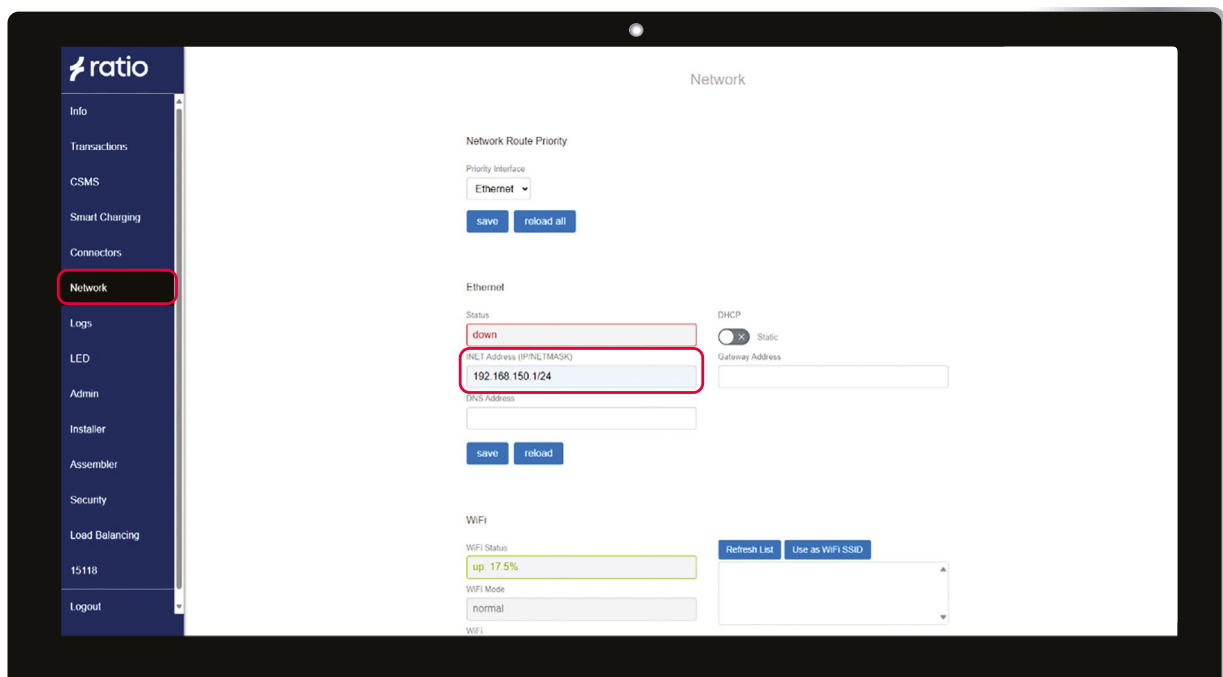 ratio
Info
Transactions
CSMS
Smart Charging
Connectors
Network
Logs
LED
Admin
Installer
Assembler
Security
Load Balancing
15118
Logout
Network
Network Route Priority
Priority Interface
Ethernet
save reload all
Ethernet
Status
down
DHCP
Static
INET Address (IP/NETMASK)
192.168.150.1/24
Gateway Address
DNS Address
save reload
WiFi
WiFi Status
up: 17.5%
Refresh List Use as WiFi SSID
WiFi Mode
normal
WiFi